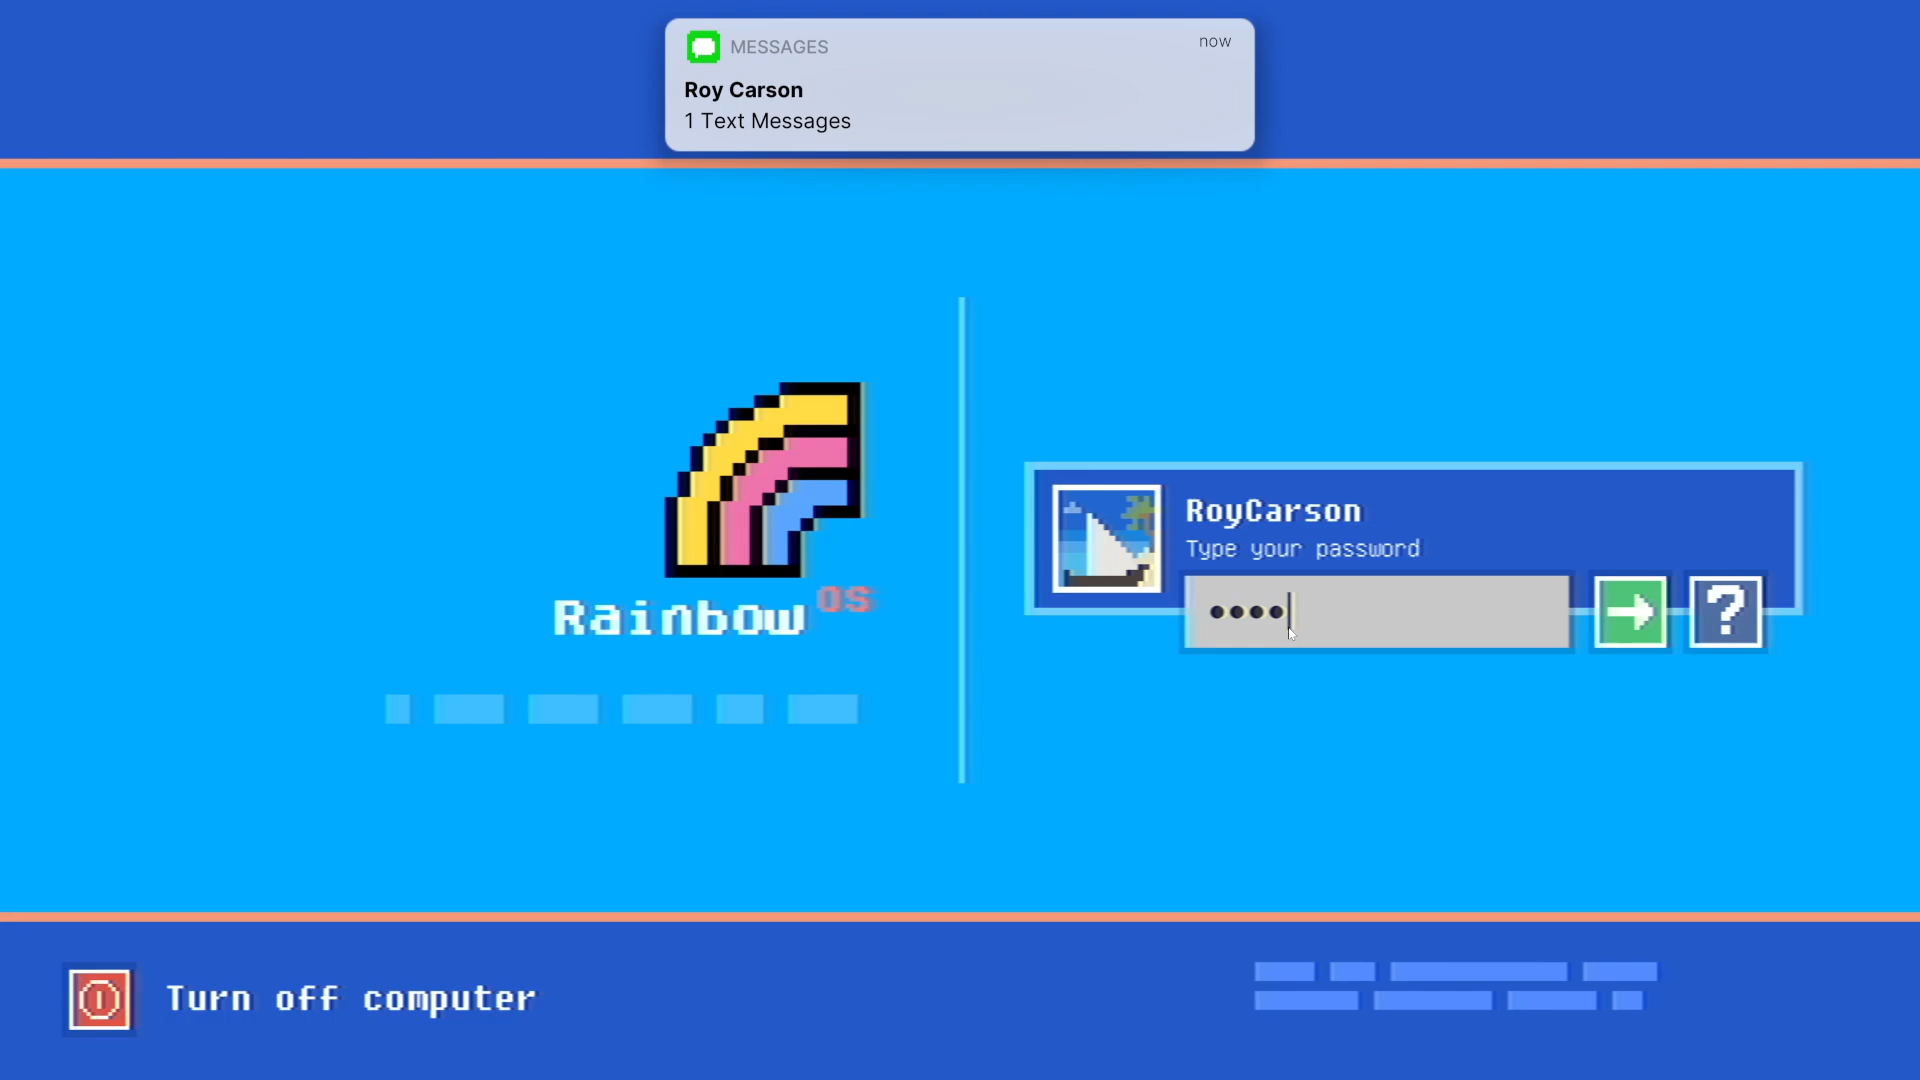 MESSAGES
now
Roy Carson
1 Text Messages
RoyCarson
Type your password
?
Rainbow OS
Turn off computer